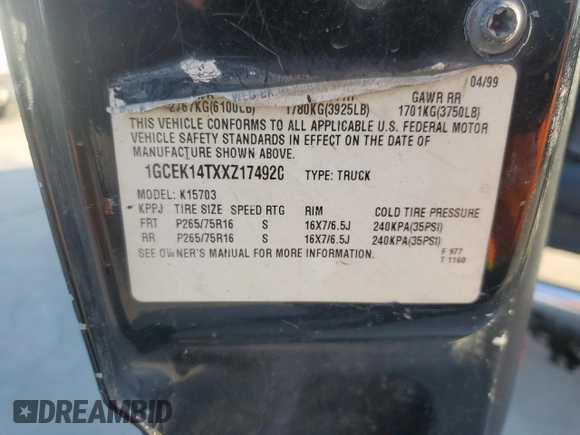 04/99
GAWR RR
2767KG(6100LB) 1780KG(3925LB) 1701KG(3750LB)
THIS VEHICLE CONFORMS TO ALL APPLICABLE U.S. FEDERAL MOTOR
VEHICLE SAFETY STANDARDS IN EFFECT ON THE DATE OF
MANUFACTURE SHOWN ABOVE.
1GCEK14TXXZ17492C TYPE: TRUCK
MODEL: K15703
KPPJ TIRE SIZE SPEED RTG RIM COLD TIRE PRESSURE
FRT P265/75R16 S 16X7/6.5J 240KPA(35PSI)
RR P265/75R16 S 16X7/6.5J 240KPA(35PSI)
SEE OWNER'S MANUAL FOR MORE INFORMATION.
F 977
T 1160
DREAMBID